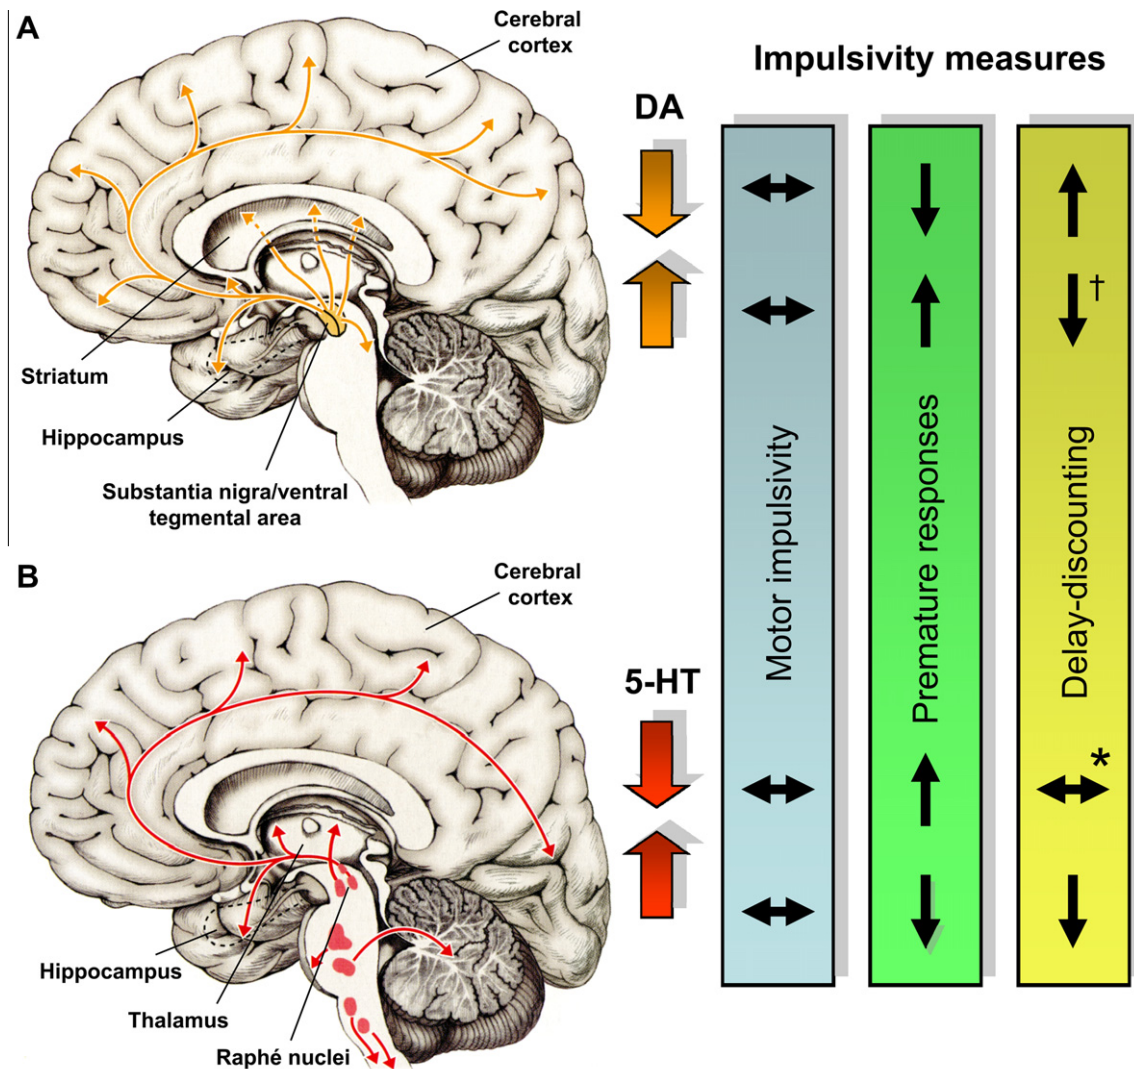 A
Cerebral
cortex
Striatum
Hippocampus
Substantia nigra/ventral
tegmental area
B
Cerebral
cortex
Hippocampus
Thalamus
Raphé nuclei
Impulsivity measures
DA
†
5-HT
*
Motor impulsivity
Premature responses
Delay-discounting